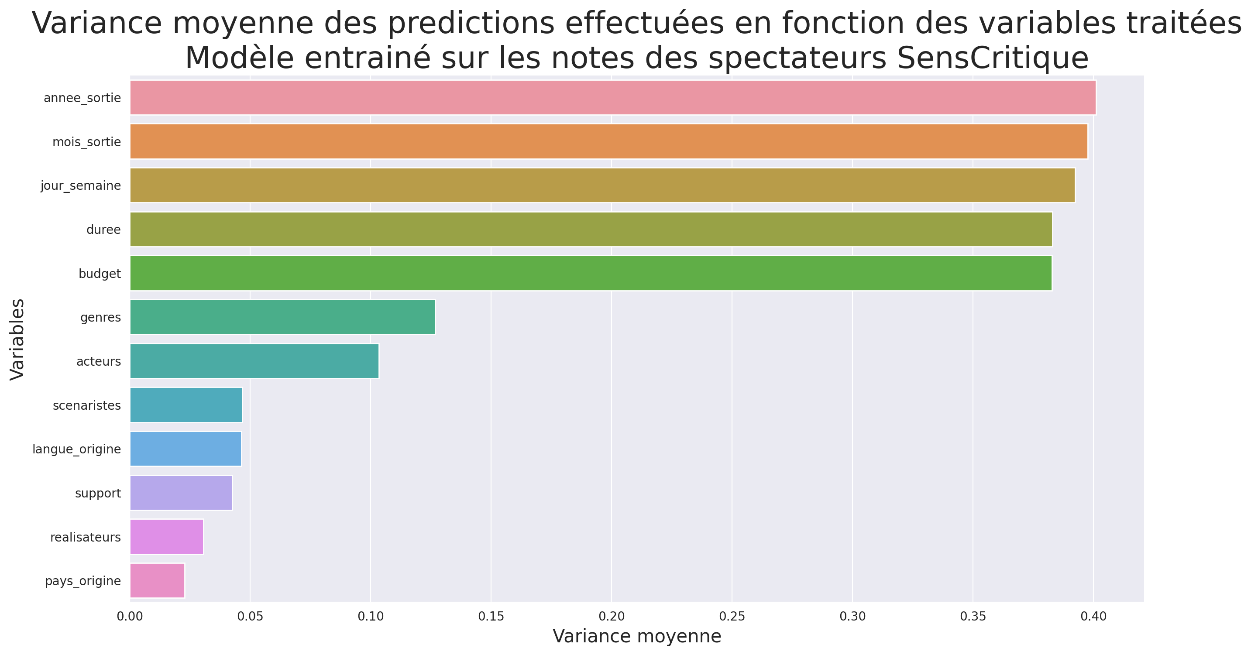 Variance moyenne des predictions effectuées en fonction des variables traitées
Modèle entrainé sur les notes des spectateurs SensCritique
annee_sortie
mois_sortie
jour_semaine
duree
budget
genres
acteurs
scenaristes
langue_origine
support
realisateurs
pays_origine
Variables
0.00 0.05 0.10 0.15 0.20 0.25 0.30 0.35 0.40
Variance moyenne